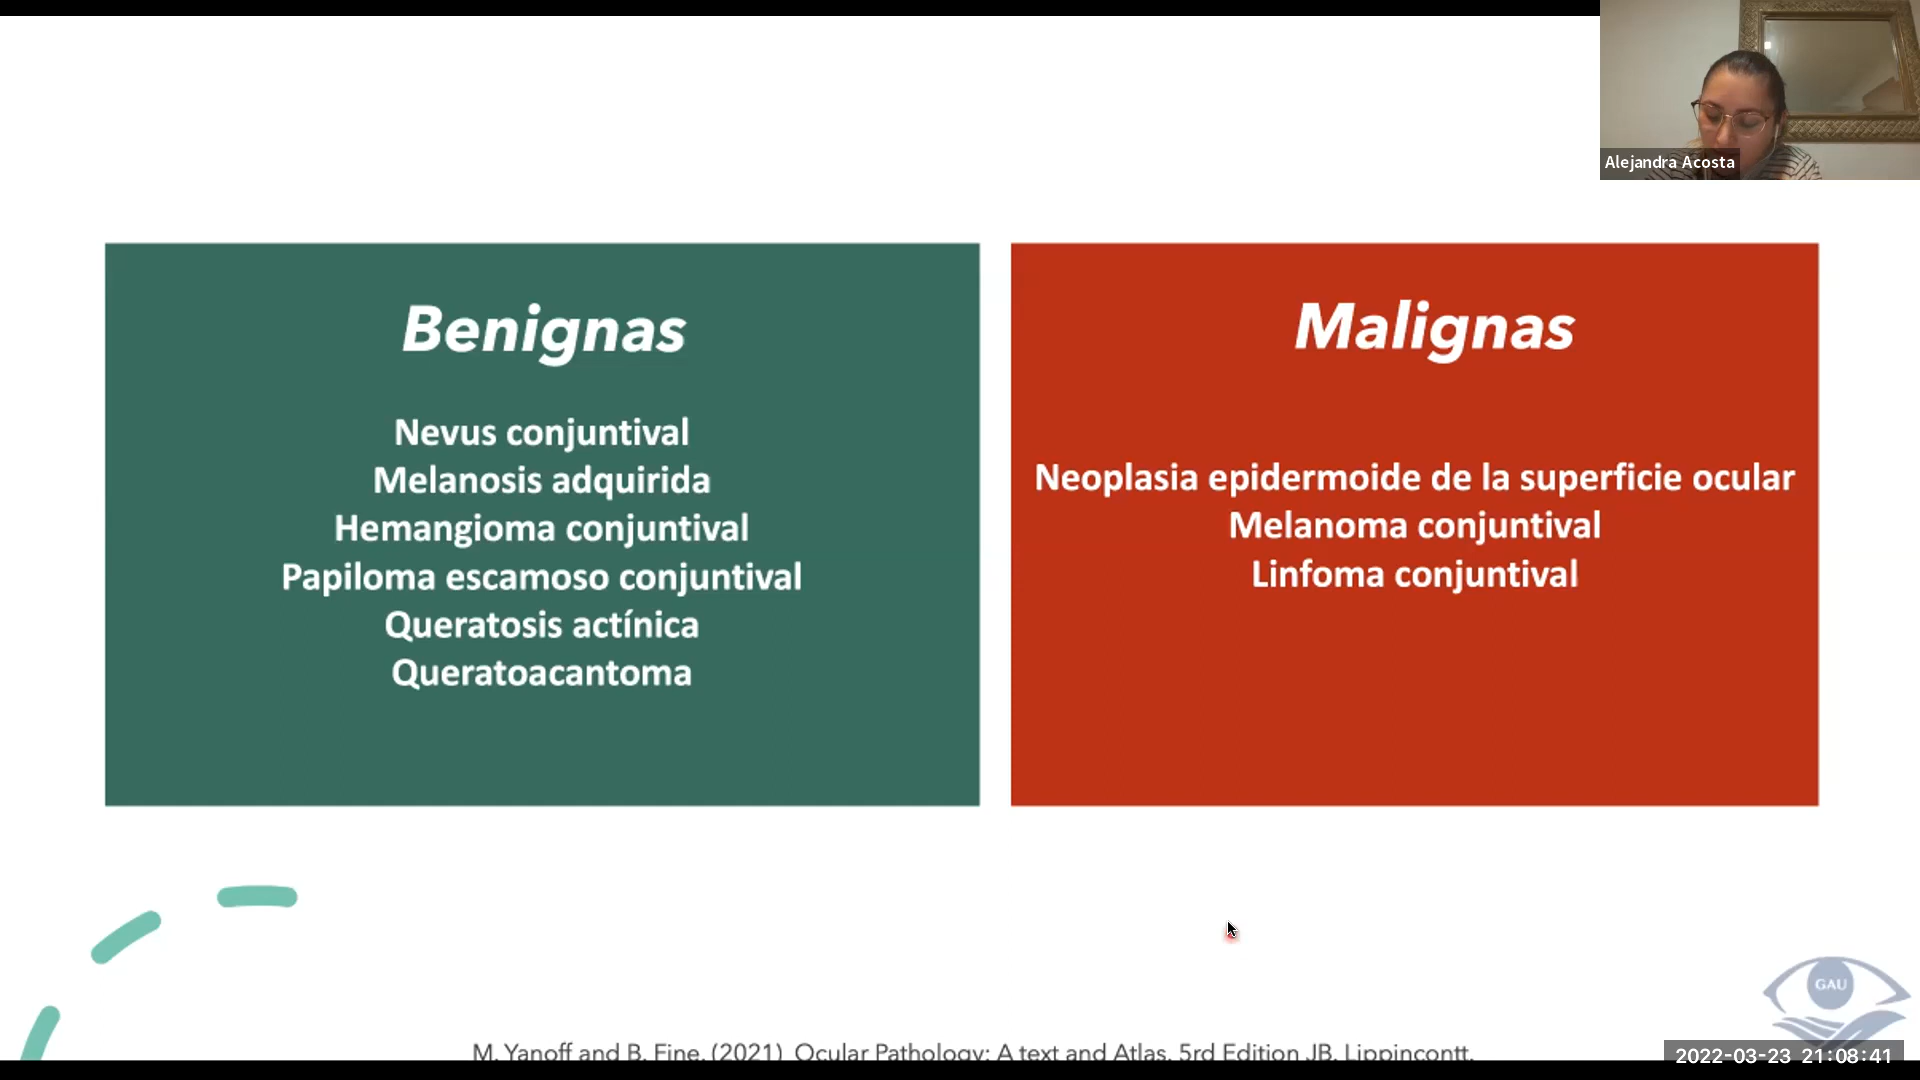 Alejandra Acosta
Benignas
Nevus conjuntival
Melanosis adquirida
Hemangioma conjuntival
Papiloma escamoso conjuntival
Queratosis actínica
Queratoacantoma
Malignas
Neoplasia epidermoide de la superficie ocular
Melanoma conjuntival
Linfoma conjuntival
GAU
M. Yanoff and B. Fine. (2021) Ocular Pathology: A text and Atlas. 5rd Edition JB. Lippincontt.
2022-03-23 21:08:41